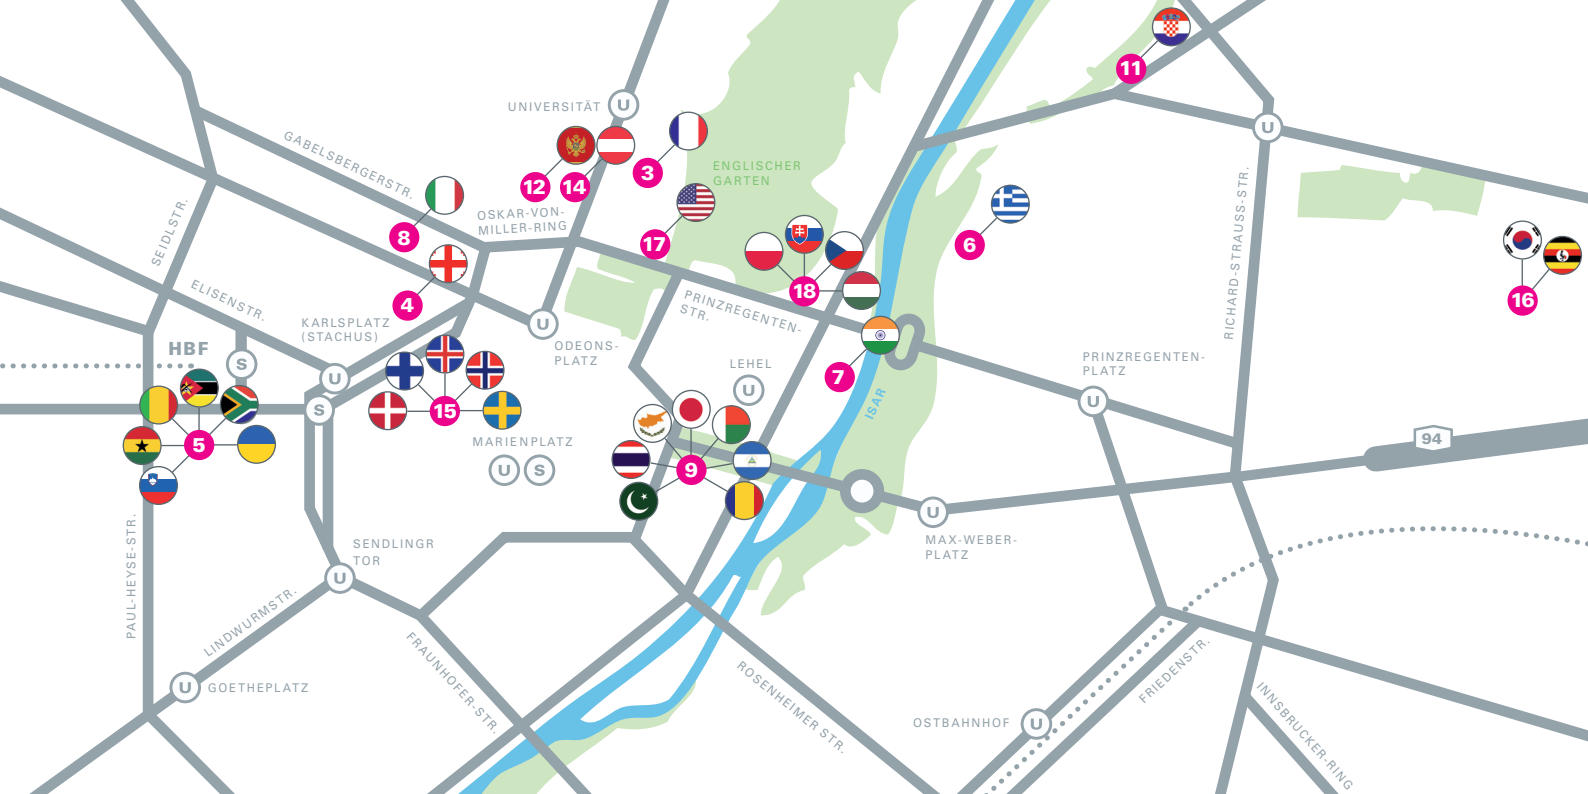 11
UNIVERSITÄT
U
U
GABELSBERGERSTR.
ENGLISCHER
GARTEN
12
14
3
SEIDLSTR.
OSKAR-VON-
MILLER-RING
8
17
6
RICHARD-STRAUSS-STR.
ELISENSTR.
4
18
16
PRINZREGENTEN-
STR.
KARLSPLATZ
(STACHUS)
U
ODEONS-
PLATZ
HBF
S
U
LEHEL
U
7
PRINZREGENTEN-
PLATZ
U
ISAR
S
15
5
MARIENPLATZ
U
S
9
94
U
MAX-WEBER-
PLATZ
PAUL-HEYSE-STR.
SENDLINGR
TOR
U
LINDWURMSTR.
U
GOETHEPLATZ
FRAUNHOFER-STR.
ROSENHEIMER STR.
FRIEDENSTR.
OSTBAHNHOF
U
INNSBRUCKER-RING